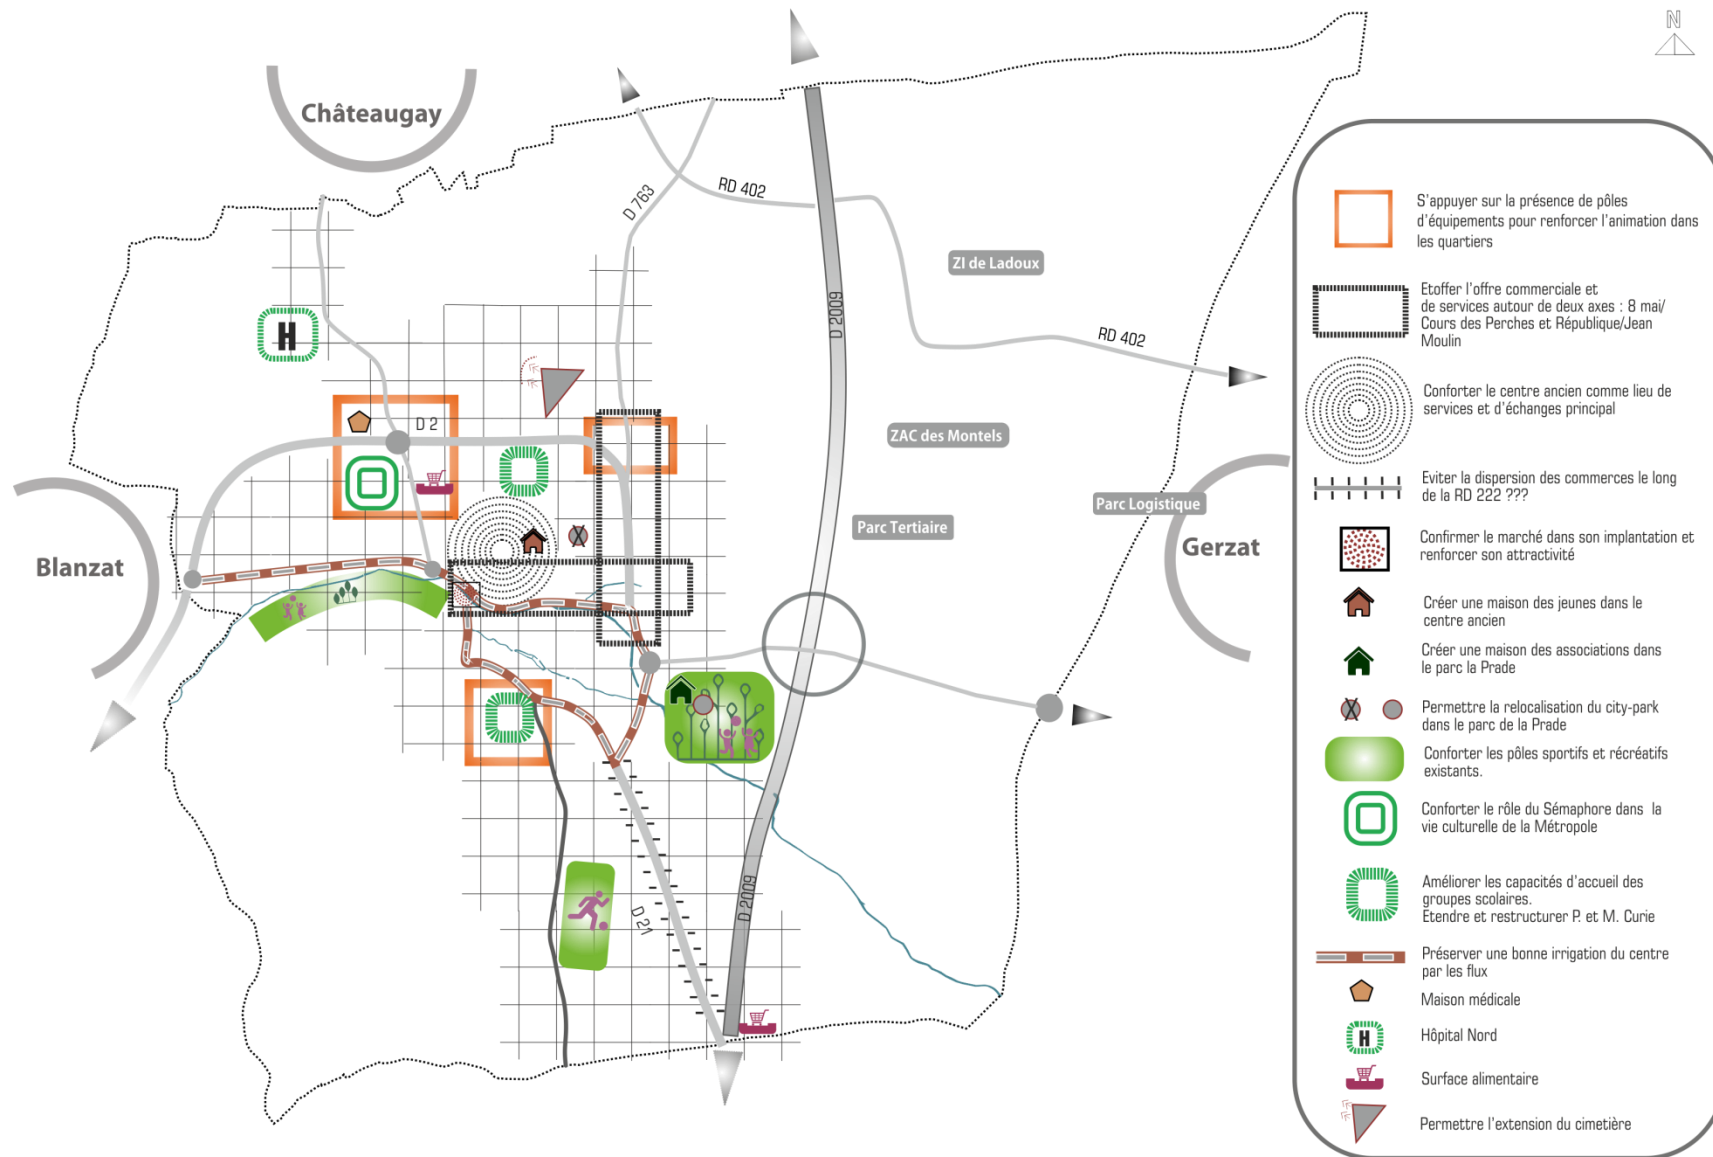 N
Châteaugay
RD 402
D 763
ZI de Ladoux
D 2009
RD 402
D 2
ZAC des Montels
Parc Logistique
Parc Tertiaire
Blanzat
Gerzat
H
D 21
D 2009
S'appuyer sur la présence de pôles
d'équipements pour renforcer l'animation dans
les quartiers
Etoffer l'offre commerciale et
de services autour de deux axes : 8 mai/
Cours des Perches et République/Jean
Moulin
Conforter le centre ancien comme lieu de
services et d'échanges principal
Eviter la dispersion des commerces le long
de la RD 222 ???
Confirmer le marché dans son implantation et
renforcer son attractivité
Créer une maison des jeunes dans le
centre ancien
Créer une maison des associations dans
le parc la Prade
Permettre la relocalisation du city-park
dans le parc de la Prade
Conforter les pôles sportifs et récréatifs
existants.
Conforter le rôle du Sémaphore dans la
vie culturelle de la Métropole
Améliorer les capacités d'accueil des
groupes scolaires.
Etendre et restructurer P. et M. Curie
Préserver une bonne irrigation du centre
par les flux
Maison médicale
H
Hôpital Nord
Surface alimentaire
Permettre l'extension du cimetière